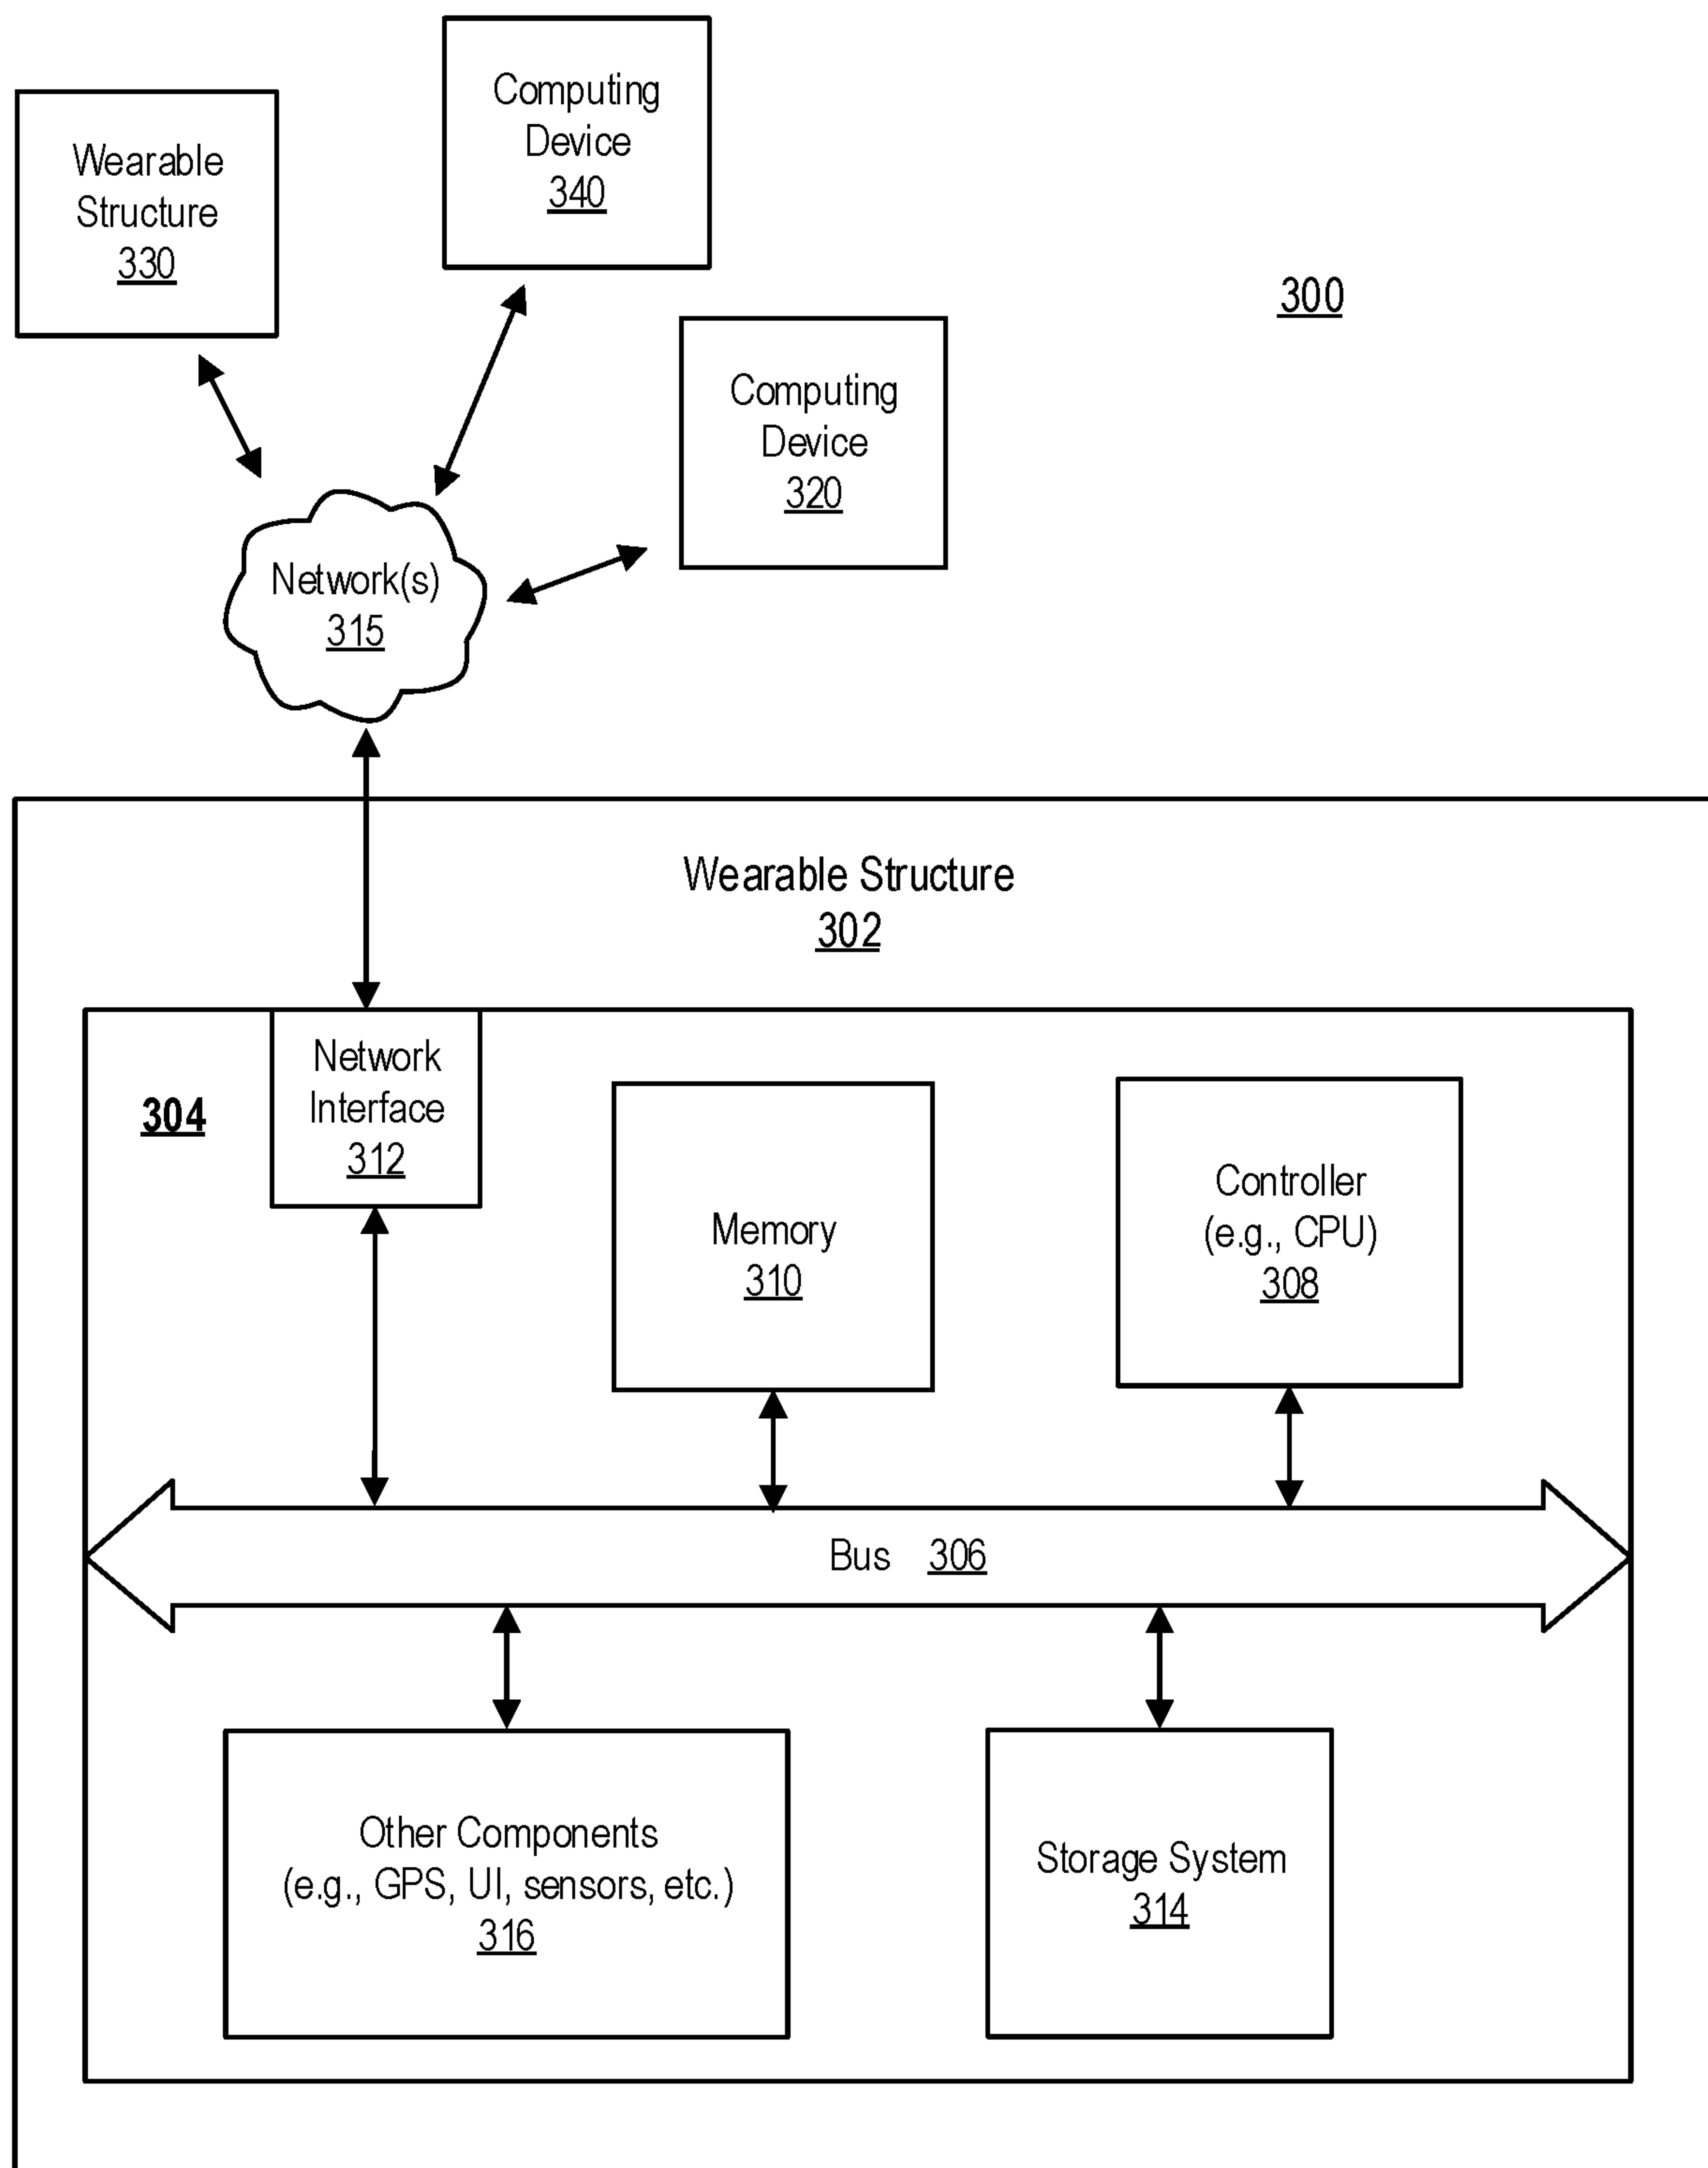 Computing
Device
340
Wearable
Structure
330
300
Computing
Device
320
Network(s)
315
Wearable Structure
302
304
Network
Interface
312
Memory
310
Controller
(e.g., CPU)
308
Bus 306
Other Components
(e.g., GPS, UI, sensors, etc.)
316
Storage System
314